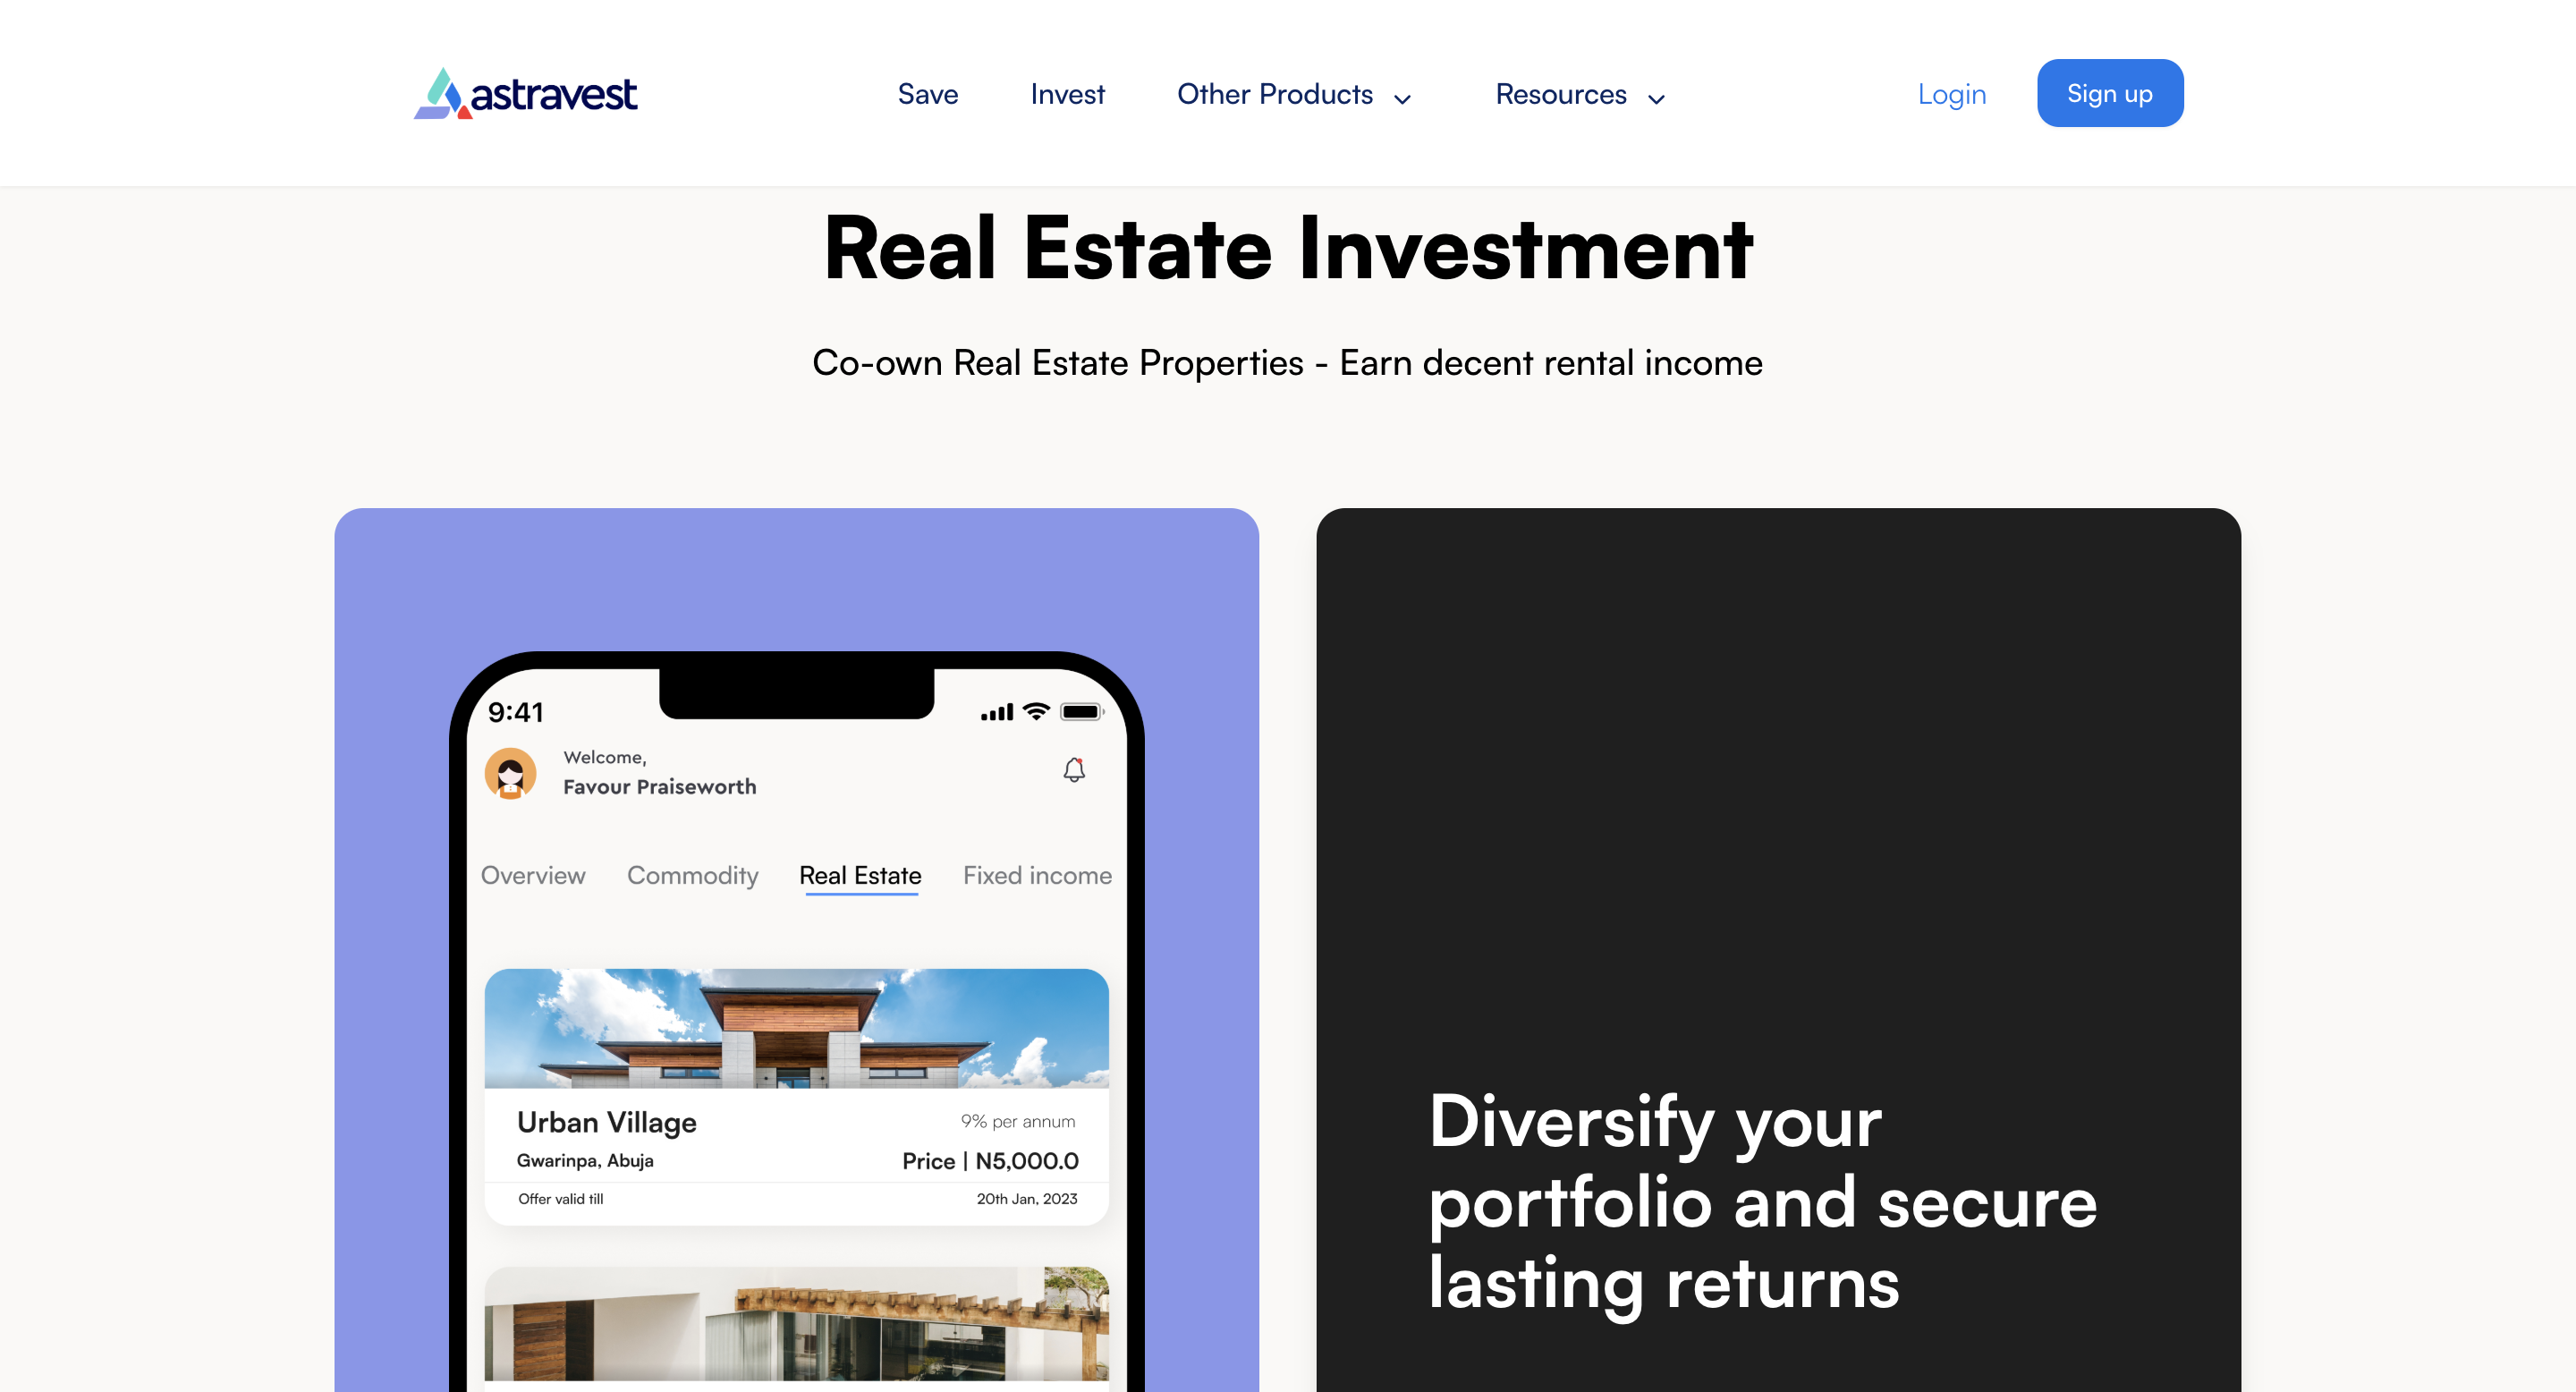 astravest
Save
Invest
Other Products
Resources
Login
Sign up
Real Estate Investment
Co-own Real Estate Properties - Earn decent rental income
9:41
Welcome,
Favour Praiseworth
Overview
Commodity
Real Estate
Fixed income
Urban Village
9% per annum
Gwarinpa, Abuja
Price | N5,000.0
Offer valid till
20th Jan, 2023
Diversify your
portfolio and secure
lasting returns